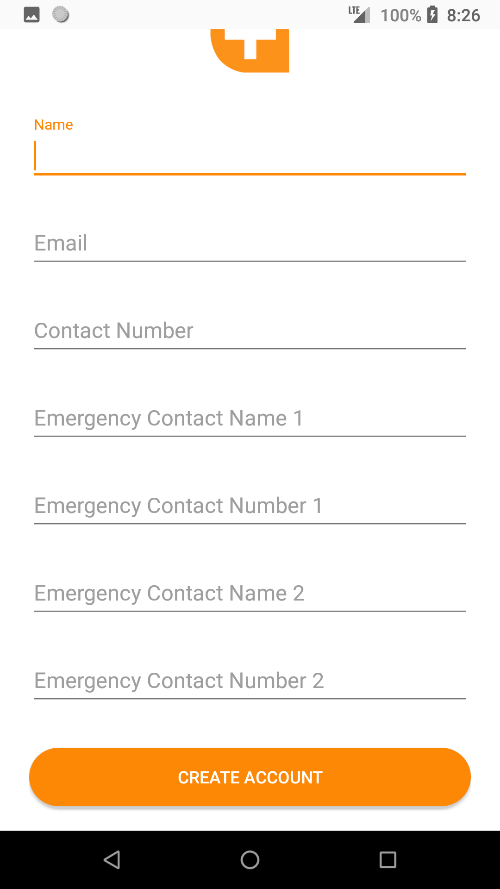 LTE 100% 8:26
Name
Email
Contact Number
Emergency Contact Name 1
Emergency Contact Number 1
Emergency Contact Name 2
Emergency Contact Number 2
CREATE ACCOUNT